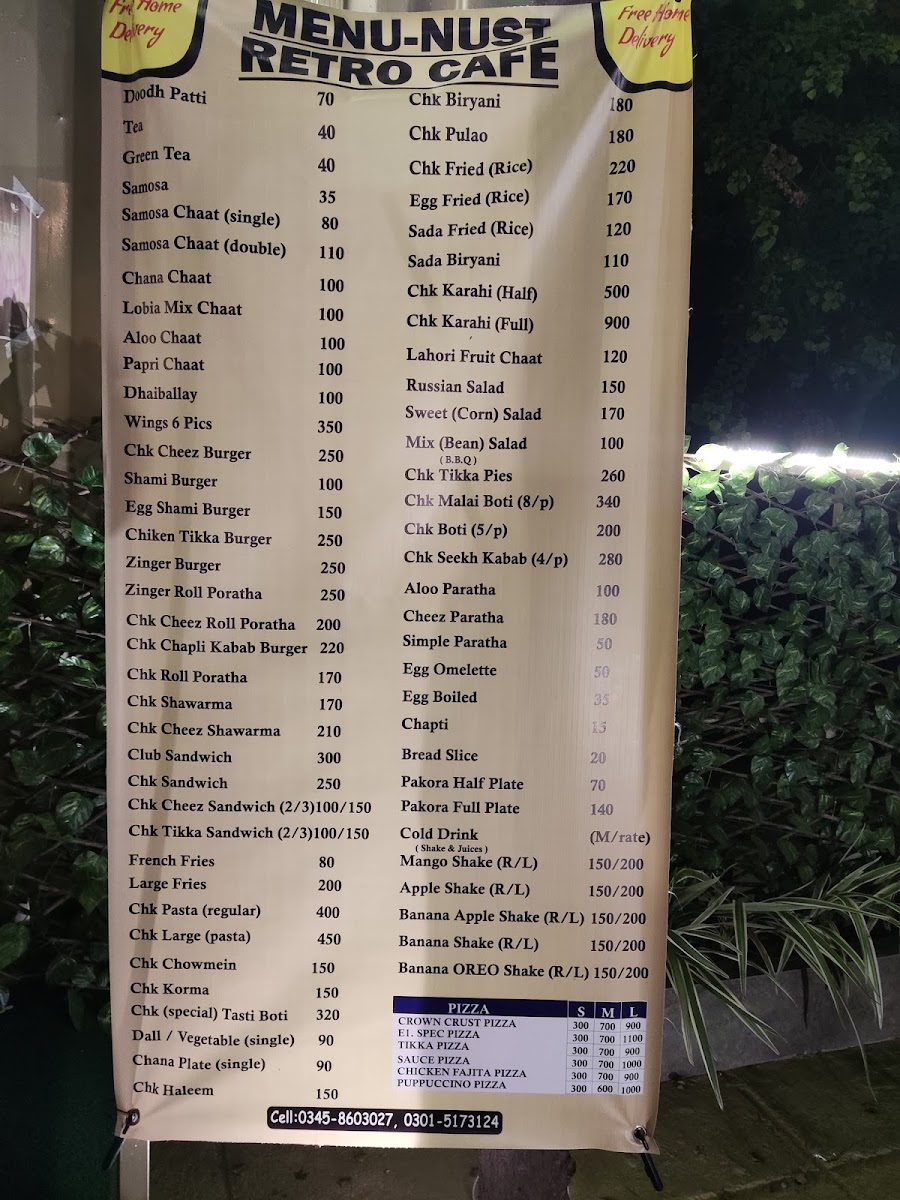 Free Home
Delivery
MENU-NUST
RETRO CAFE
Free Home
Delivery
Doodh Patti 70
Tea 40
Green Tea 40
Samosa 35
Samosa Chaat (single) 80
Samosa Chaat (double) 110
Chana Chaat 100
Lobia Mix Chaat 100
Aloo Chaat 100
Papri Chaat 100
Dhaiballay 100
Wings 6 Pics 350
Chk Cheez Burger 250
Shami Burger 100
Egg Shami Burger 150
Chiken Tikka Burger 250
Zinger Burger 250
Zinger Roll Poratha 250
Chk Cheez Roll Poratha 200
Chk Chapli Kabab Burger 220
Chk Roll Poratha 170
Chk Shawarma 170
Chk Cheez Shawarma 210
Club Sandwich 300
Chk Sandwich 250
Chk Cheez Sandwich (2/3)100/150
Chk Tikka Sandwich (2/3)100/150
French Fries 80
Large Fries 200
Chk Pasta (regular) 400
Chk Large (pasta) 450
Chk Chowmein 150
Chk Korma 150
Chk (special) Tasti Boti 320
Dall / Vegetable (single) 90
Chana Plate (single) 90
Chk Haleem 150
Chk Biryani 180
Chk Pulao 180
Chk Fried (Rice) 220
Egg Fried (Rice) 170
Sada Fried (Rice) 120
Sada Biryani 110
Chk Karahi (Half) 500
Chk Karahi (Full) 900
Lahori Fruit Chaat 120
Russian Salad 150
Sweet (Corn) Salad 170
Mix (Bean) Salad 100
( B.B.Q )
Chk Tikka Pies 260
Chk Malai Boti (8/p) 340
Chk Boti (5/p) 200
Chk Seekh Kabab (4/p) 280
Aloo Paratha 100
Cheez Paratha 180
Simple Paratha 50
Egg Omelette 50
Egg Boiled 35
Chapti 15
Bread Slice 20
Pakora Half Plate 70
Pakora Full Plate 140
Cold Drink (M/rate)
( Shake & Juices )
Mango Shake (R/L) 150/200
Apple Shake (R/L) 150/200
Banana Apple Shake (R/L) 150/200
Banana Shake (R/L) 150/200
Banana OREO Shake (R/L) 150/200
PIZZA S M L
CROWN CRUST PIZZA 300 700 900
E1. SPEC PIZZA 300 700 1100
TIKKA PIZZA 300 700 900
SAUCE PIZZA 300 700 1000
CHICKEN FAJITA PIZZA 300 700 900
PUPPUCCINO PIZZA 300 600 1000
Cell:0345-8603027, 0301-5173124